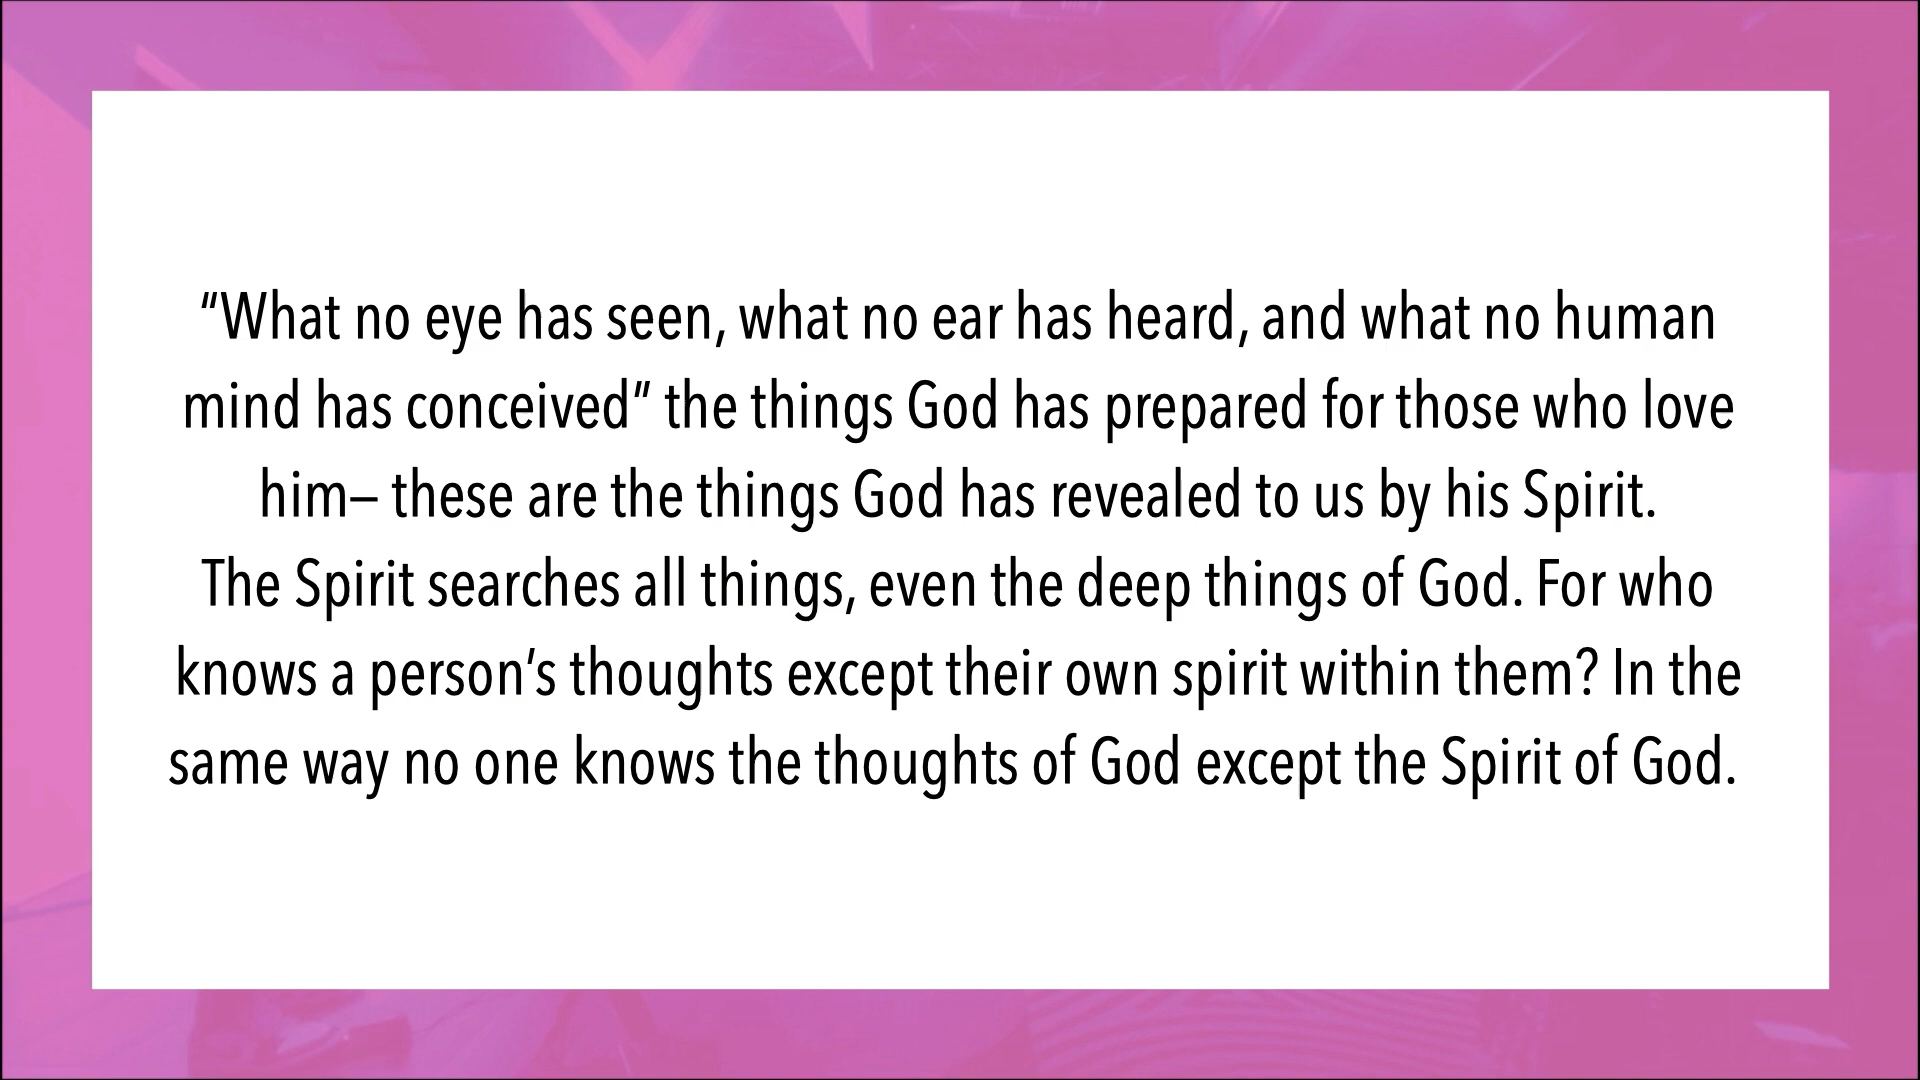 “What no eye has seen, what no ear has heard, and what no human
mind has conceived” the things God has prepared for those who love
him— these are the things God has revealed to us by his Spirit.
The Spirit searches all things, even the deep things of God. For who
knows a person’s thoughts except their own spirit within them? In the
same way no one knows the thoughts of God except the Spirit of God.